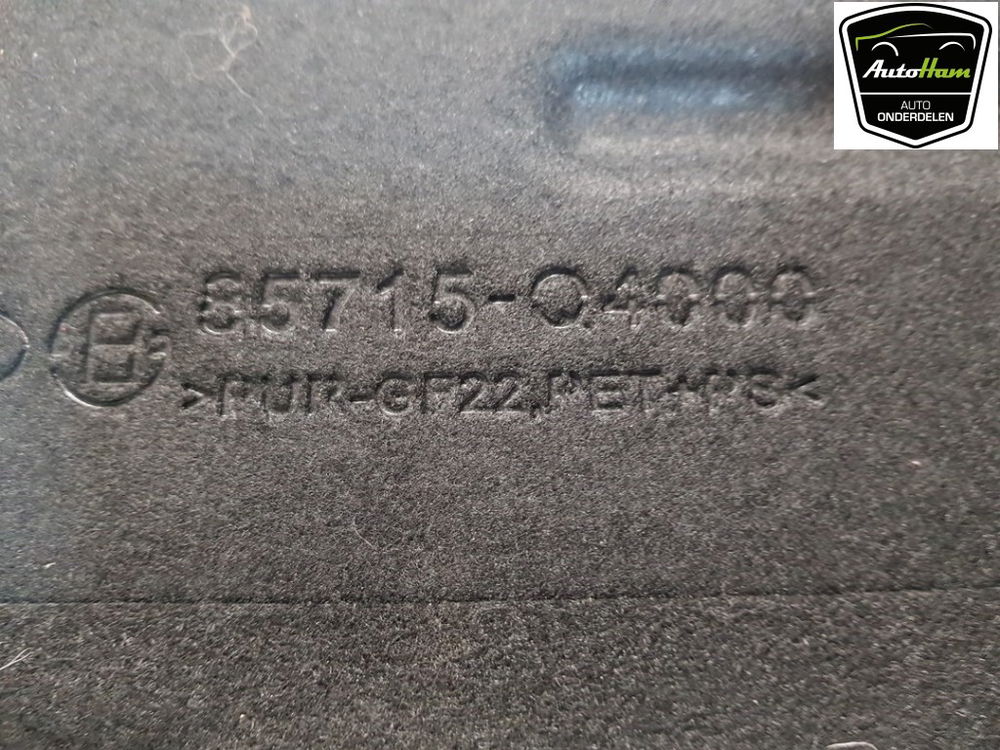 AutoHam
AUTO
ONDERDELEN
85715-Q4000
>PUR-GF22,PET+PS<